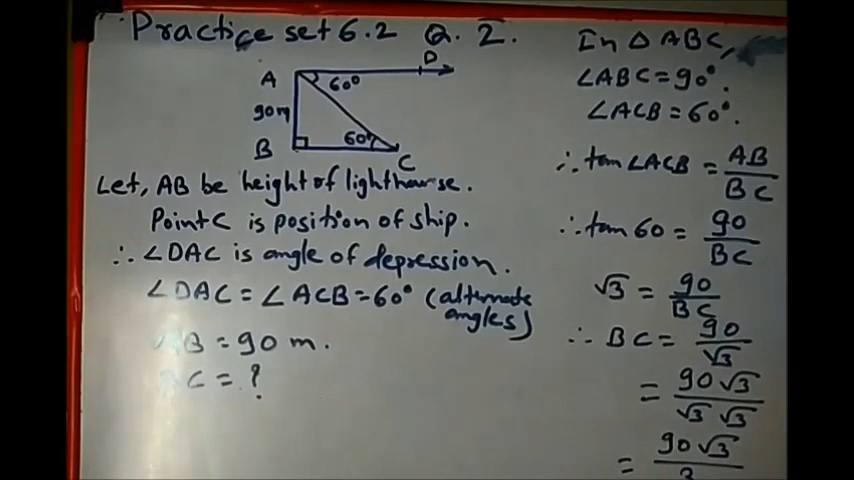 Practice set 6.2 Q. 2.
D
A
60°
90m
B
60°
C
Let, AB be height of lighthouse.
Point C is position of ship.
∴ ∠DAC is angle of depression.
∠DAC = ∠ACB = 60° (alternate
angles)
AB = 90 m.
BC = ?
In △ ABC,
∠ABC = 90°.
∠ACB = 60°.
∴ tan ∠ACB = AB/BC
∴ tan 60 = 90/BC
√3 = 90/BC
∴ BC = 90/√3
= 90√3/√3 √3
= 90√3/3